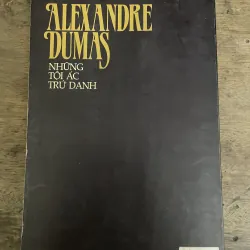 ALEXANDRE
DUMAS
NHỮNG
TỘI ÁC
TRỨ DANH